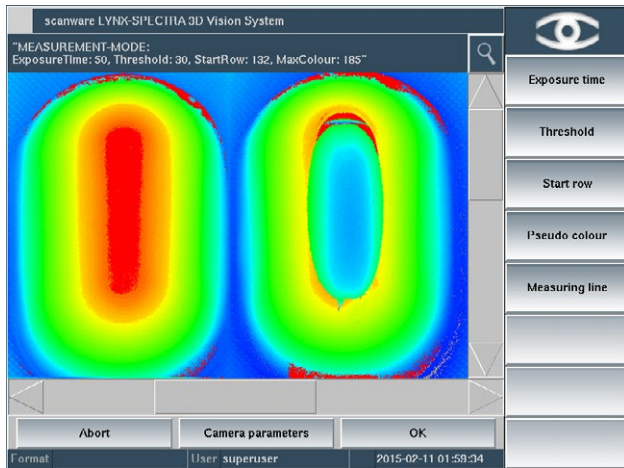 scanware LYNX-SPECTRA 3D Vision System
"MEASUREMENT-MODE:
ExposureTime: 50, Threshold: 30, StartRow: 132, MaxColour: 185"
Exposure time
Threshold
Start row
Pseudo colour
Measuring line
Abort
Camera parameters
OK
Format
User superuser
2015-02-11 01:59:04